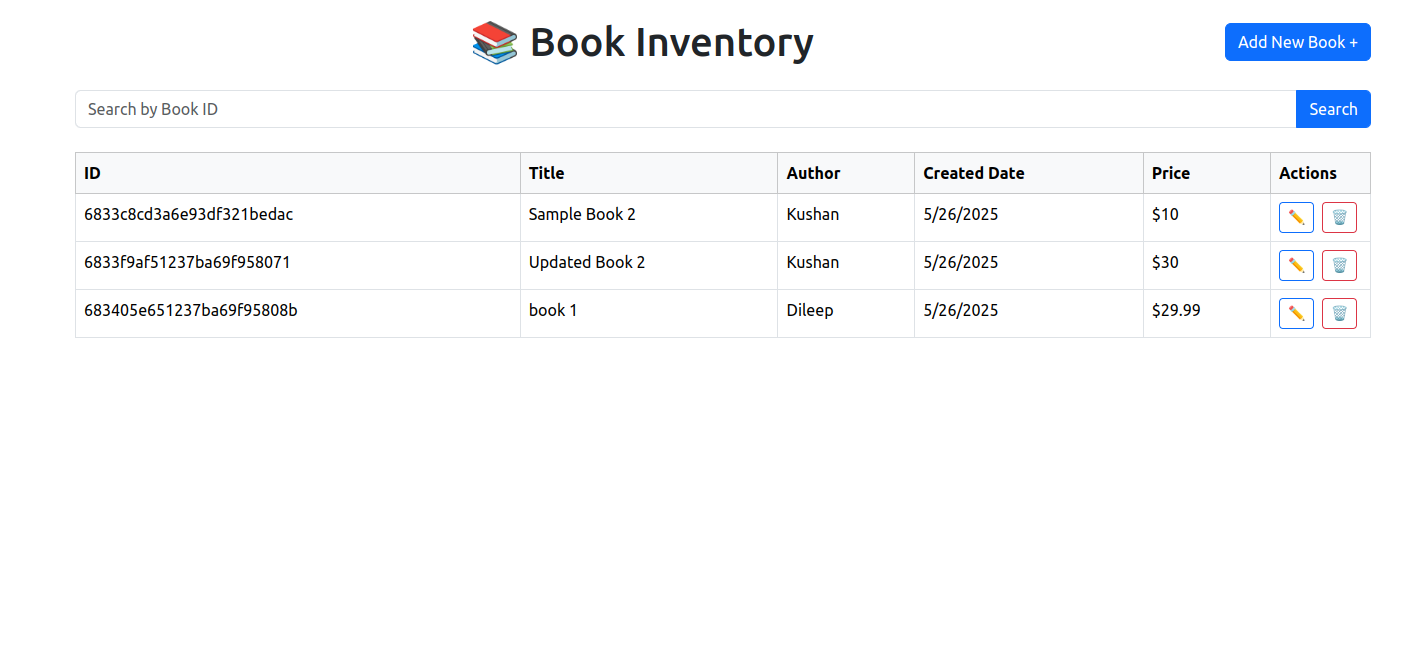 📚 Book Inventory
Add New Book +
Search by Book ID
Search
ID Title Author Created Date Price Actions
6833c8cd3a6e93df321bedac Sample Book 2 Kushan 5/26/2025 $10
6833f9af51237ba69f958071 Updated Book 2 Kushan 5/26/2025 $30
683405e651237ba69f95808b book 1 Dileep 5/26/2025 $29.99